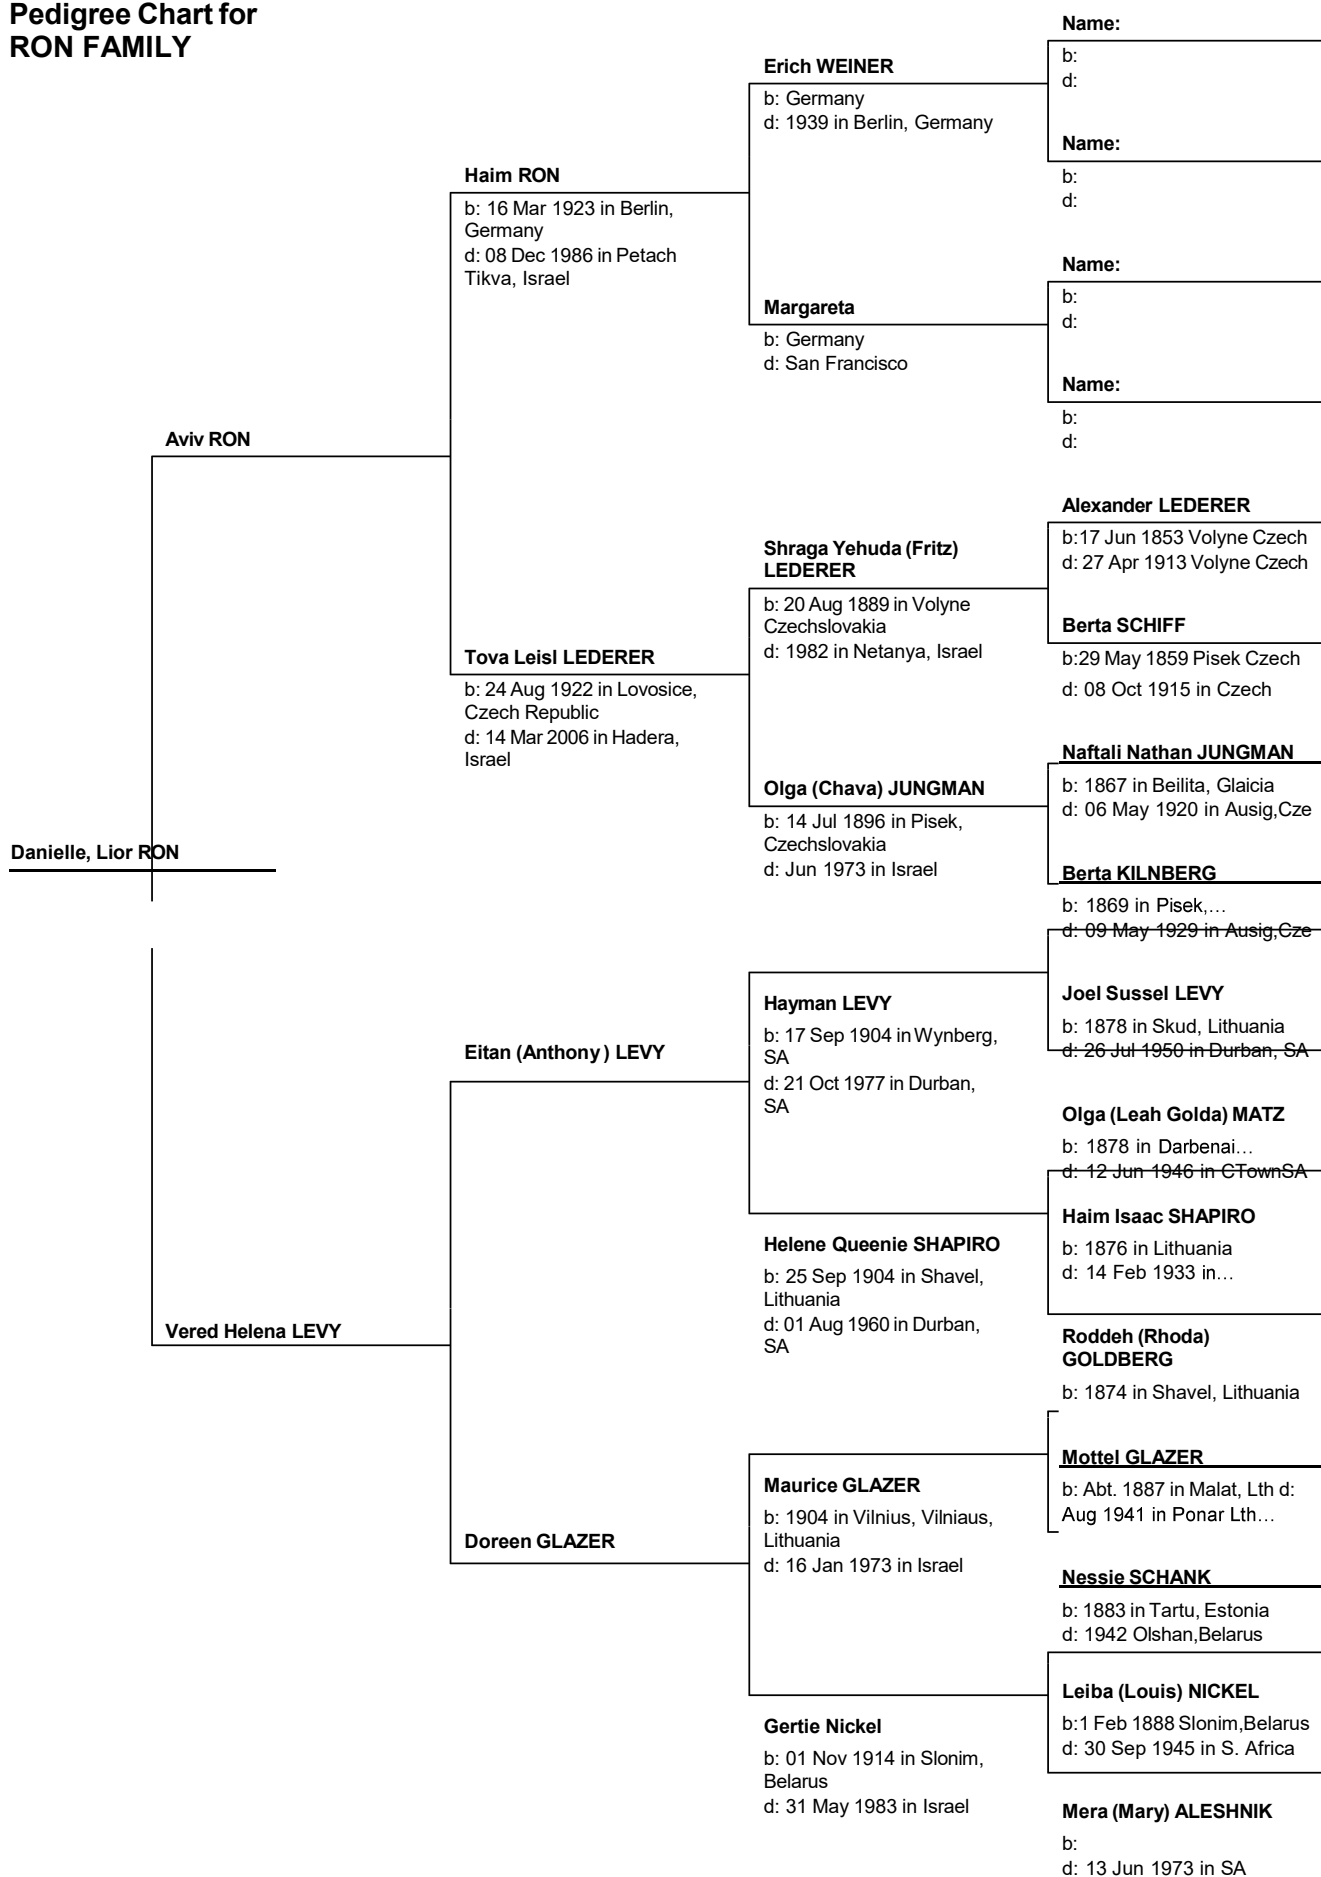 Pedigree Chart for
RON FAMILY
Danielle, Lior RON
Aviv RON
Vered Helena LEVY
Haim RON
b: 16 Mar 1923 in Berlin,
Germany
d: 08 Dec 1986 in Petach
Tikva, Israel
Tova Leisl LEDERER
b: 24 Aug 1922 in Lovosice,
Czech Republic
d: 14 Mar 2006 in Hadera,
Israel
Eitan (Anthony ) LEVY
Doreen GLAZER
Erich WEINER
b: Germany
d: 1939 in Berlin, Germany
Margareta
b: Germany
d: San Francisco
Shraga Yehuda (Fritz)
LEDERER
b: 20 Aug 1889 in Volyne
Czechslovakia
d: 1982 in Netanya, Israel
Olga (Chava) JUNGMAN
b: 14 Jul 1896 in Pisek,
Czechslovakia
d: Jun 1973 in Israel
Hayman LEVY
b: 17 Sep 1904 in Wynberg,
SA
d: 21 Oct 1977 in Durban,
SA
Helene Queenie SHAPIRO
b: 25 Sep 1904 in Shavel,
Lithuania
d: 01 Aug 1960 in Durban,
SA
Maurice GLAZER
b: 1904 in Vilnius, Vilniaus,
Lithuania
d: 16 Jan 1973 in Israel
Gertie Nickel
b: 01 Nov 1914 in Slonim,
Belarus
d: 31 May 1983 in Israel
Name:
b:
d:
Name:
b:
d:
Name:
b:
d:
Name:
b:
d:
Alexander LEDERER
b:17 Jun 1853 Volyne Czech
d: 27 Apr 1913 Volyne Czech
Berta SCHIFF
b:29 May 1859 Pisek Czech
d: 08 Oct 1915 in Czech
Naftali Nathan JUNGMAN
b: 1867 in Beilita, Glaicia
d: 06 May 1920 in Ausig,Cze
Berta KILNBERG
b: 1869 in Pisek,…
d: 09 May 1929 in Ausig,Cze
Joel Sussel LEVY
b: 1878 in Skud, Lithuania
d: 26 Jul 1950 in Durban, SA
Olga (Leah Golda) MATZ
b: 1878 in Darbenai…
d: 12 Jun 1946 in CTownSA
Haim Isaac SHAPIRO
b: 1876 in Lithuania
d: 14 Feb 1933 in…
Roddeh (Rhoda)
GOLDBERG
b: 1874 in Shavel, Lithuania
Mottel GLAZER
b: Abt. 1887 in Malat, Lth d:
Aug 1941 in Ponar Lth…
Nessie SCHANK
b: 1883 in Tartu, Estonia
d: 1942 Olshan,Belarus
Leiba (Louis) NICKEL
b:1 Feb 1888 Slonim,Belarus
d: 30 Sep 1945 in S. Africa
Mera (Mary) ALESHNIK
b:
d: 13 Jun 1973 in SA